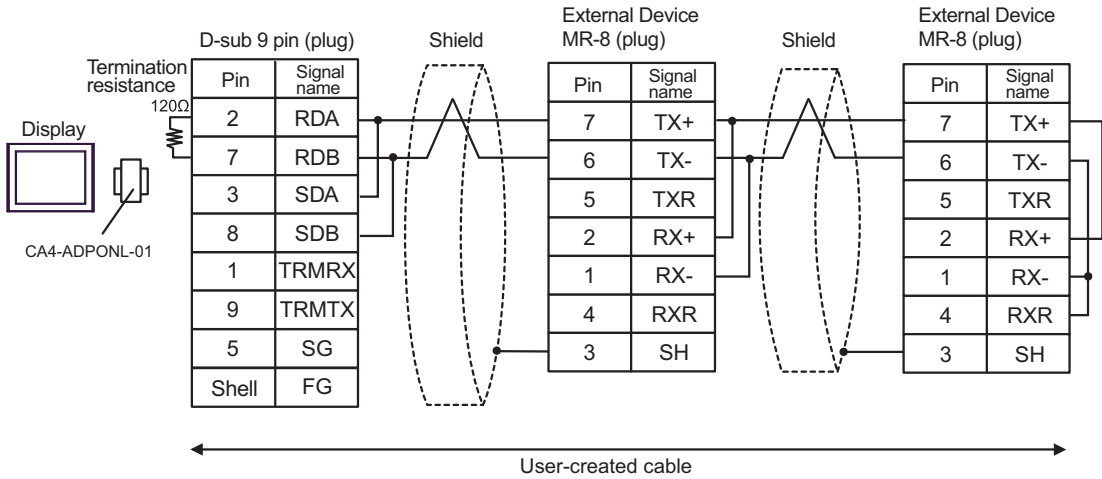 External Device
MR-8 (plug)
External Device
MR-8 (plug)
D-sub 9 pin (plug)
Shield
Shield
Termination
resistance
120Ω
Display
CA4-ADPONL-01
Pin Signal name
2 RDA
7 RDB
3 SDA
8 SDB
1 TRMRX
9 TRMTX
5 SG
Shell FG
Pin Signal name
7 TX+
6 TX-
5 TXR
2 RX+
1 RX-
4 RXR
3 SH
Pin Signal name
7 TX+
6 TX-
5 TXR
2 RX+
1 RX-
4 RXR
3 SH
User-created cable